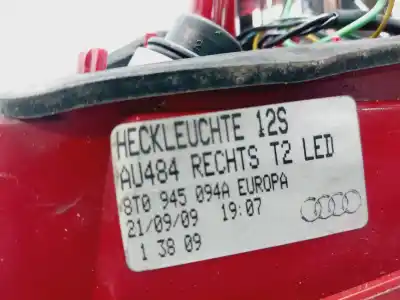 HECKLEUCHTE 12S
AU484 RECHTS T2 LED
8T0 945 094A EUROPA
21/09/09 19:07
1 38 09